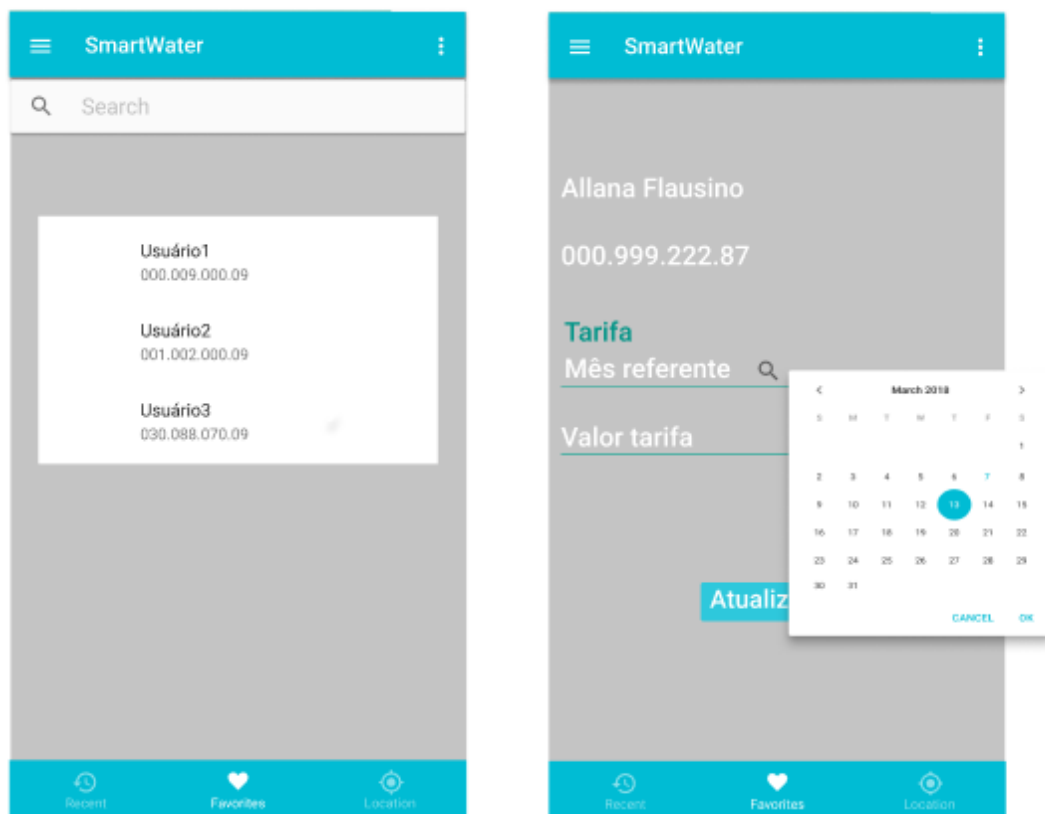 SmartWater
Search
Usuário1
000.009.000.09
Usuário2
001.002.000.09
Usuário3
030.088.070.09
Recent Favorites Location
SmartWater
Allana Flausino
000.999.222.87
Tarifa
Mês referente
Valor tarifa
Atualiz
March 2018
S M T W T F S
1
2 3 4 5 6 7 8
9 10 11 12 13 14 15
16 17 18 19 20 21 22
23 24 25 26 27 28 29
30 31
CANCEL OK
Recent Favorites Location